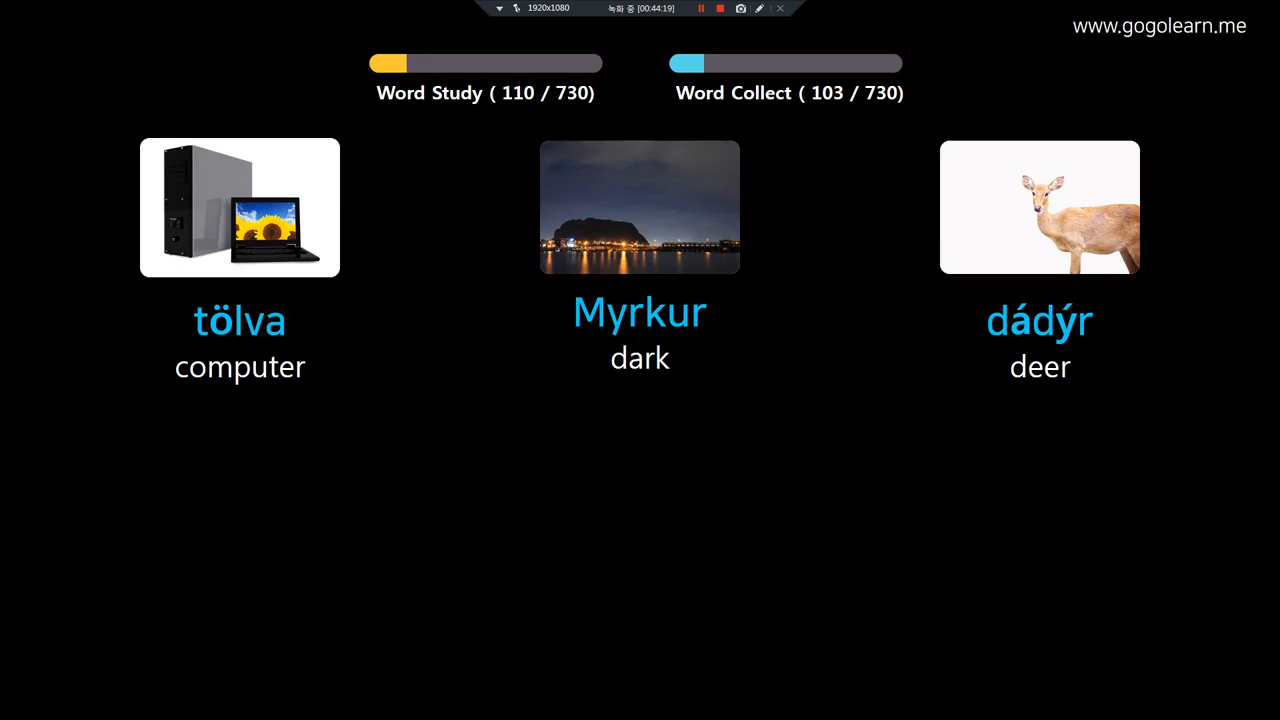 1920x1080 녹화 중 [00:44:19]
www.gogolearn.me
Word Study ( 110 / 730) Word Collect ( 103 / 730)
tölva
computer
Myrkur
dark
dádýr
deer